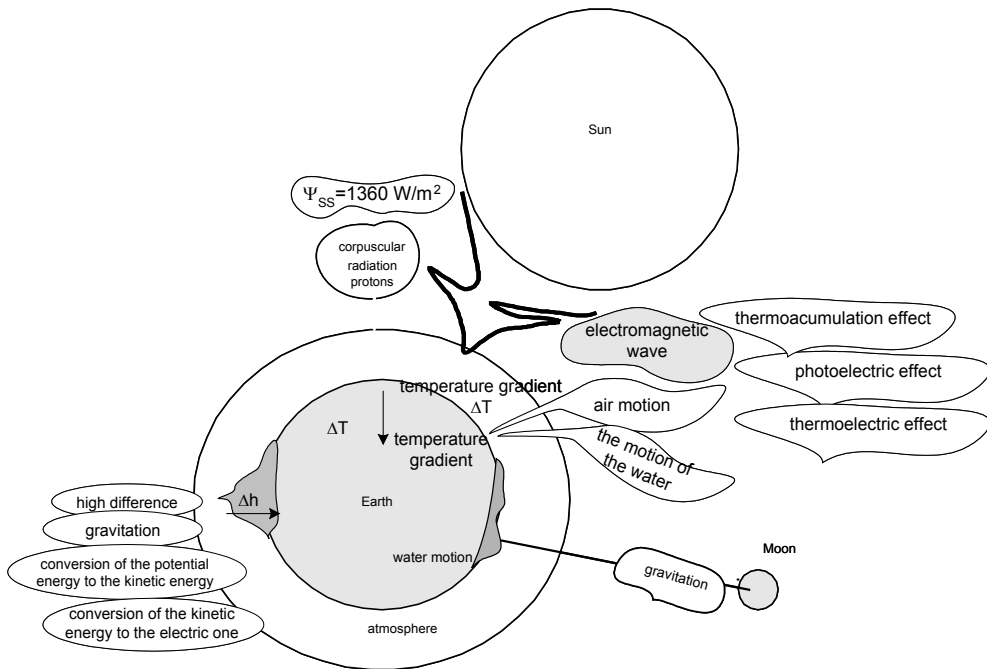 Sun
ΨSS=1360 W/m²
corpuscular
radiation
protons
electromagnetic
wave
thermoacumulation effect
photoelectric effect
thermoelectric effect
temperature gradient
ΔT
air motion
ΔT
temperature
gradient
the motion of
the water
Δh
Earth
high difference
gravitation
conversion of the potential
energy to the kinetic energy
conversion of the kinetic
energy to the electric one
water motion
atmosphere
gravitation
Moon